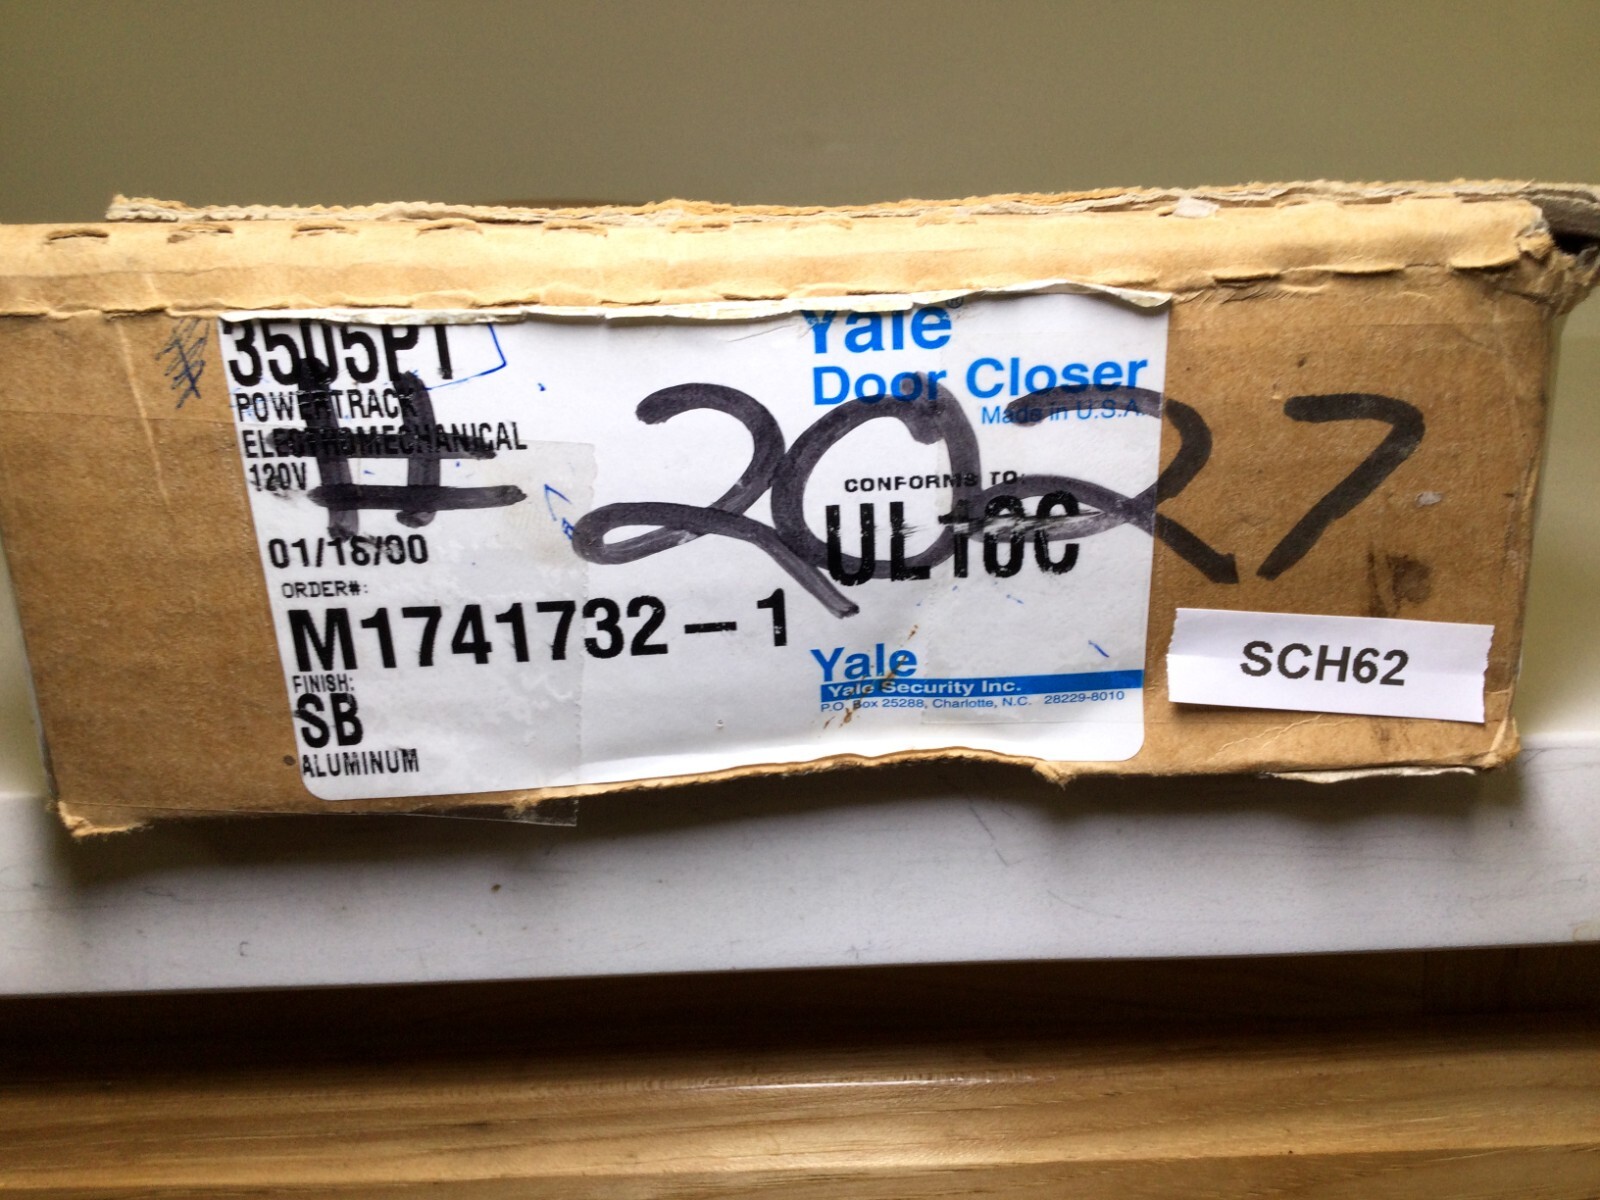 3505PT
POWERTRACK
ELECTROMECHANICAL
120V
01/18/00
ORDER#:
M1741732-1
FINISH:
SB
ALUMINUM
Yale®
Door Closer
Made in U.S.A.
CONFORMS TO:
UL10C
Yale
Yale Security Inc.
P.O. Box 25288, Charlotte, N.C. 28229-8010
# 2027
SCH62